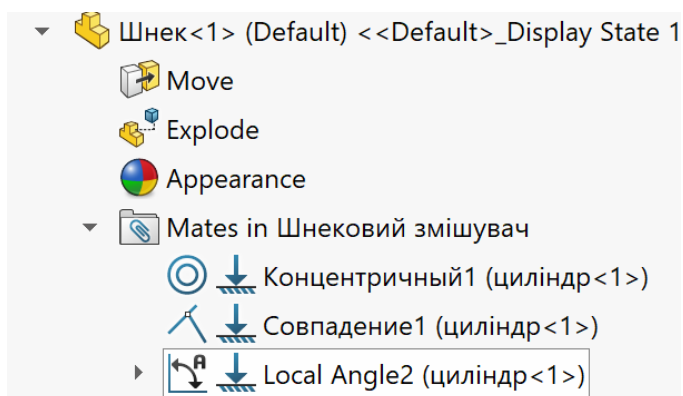 Шнек<1> (Default) <<Default>_Display State 1
Move
Explode
Appearance
Mates in Шнековий змішувач
Концентричный1 (циліндр<1>)
Совпадение1 (циліндр<1>)
Local Angle2 (циліндр<1>)